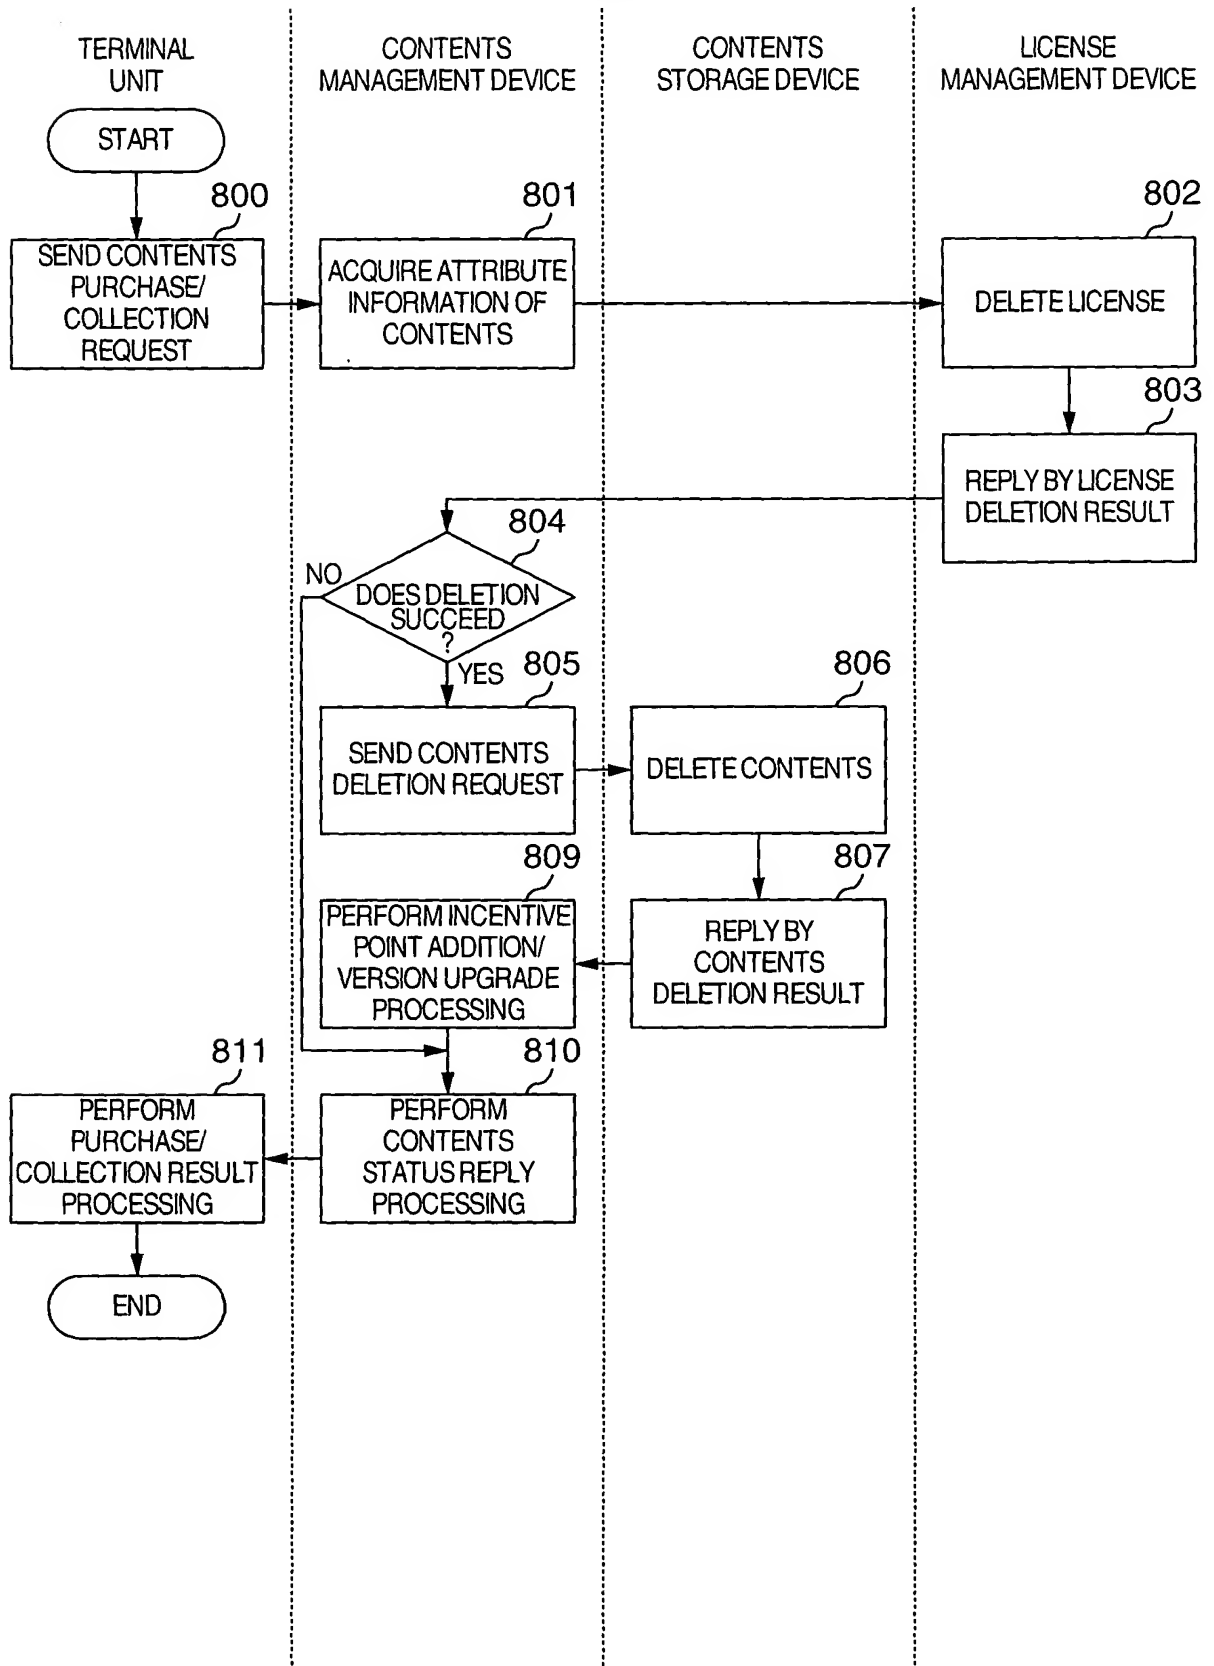 TERMINAL
UNIT
CONTENTS
MANAGEMENT DEVICE
CONTENTS
STORAGE DEVICE
LICENSE
MANAGEMENT DEVICE
START
800
SEND CONTENTS
PURCHASE/
COLLECTION
REQUEST
801
ACQUIRE ATTRIBUTE
INFORMATION OF
CONTENTS
802
DELETE LICENSE
803
REPLY BY LICENSE
DELETION RESULT
804
NO
DOES DELETION
SUCCEED
?
YES
805
SEND CONTENTS
DELETION REQUEST
806
DELETE CONTENTS
807
REPLY BY
CONTENTS
DELETION RESULT
809
PERFORM INCENTIVE
POINT ADDITION/
VERSION UPGRADE
PROCESSING
810
PERFORM
CONTENTS
STATUS REPLY
PROCESSING
811
PERFORM
PURCHASE/
COLLECTION RESULT
PROCESSING
END